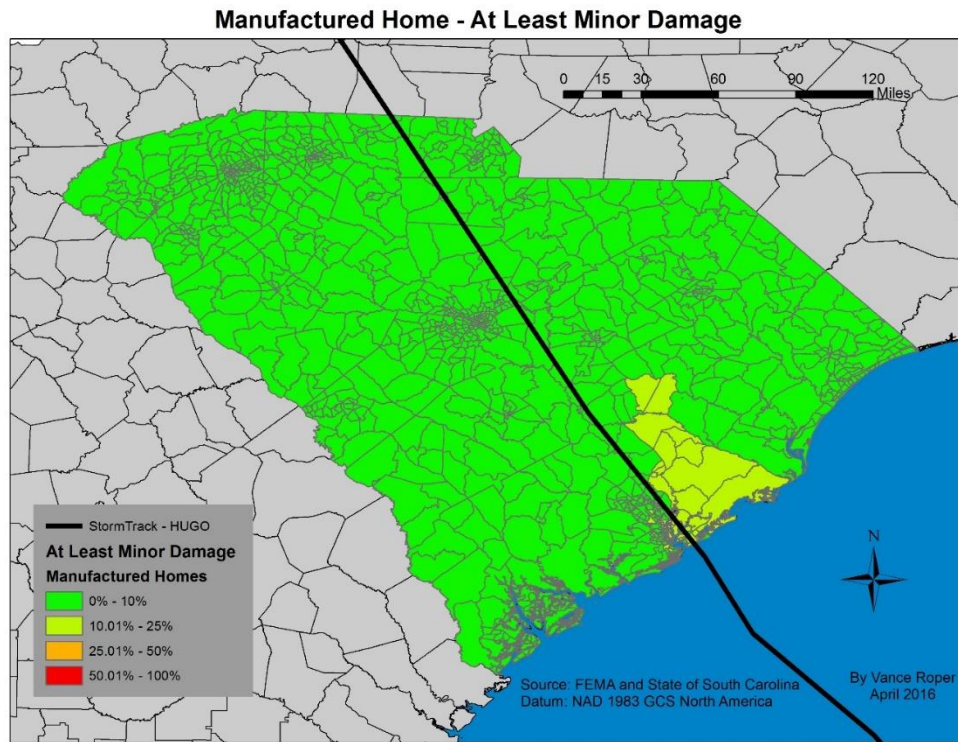 Manufactured Home - At Least Minor Damage
0 15 30 60 90 120
Miles
StormTrack - HUGO
At Least Minor Damage
Manufactured Homes
0% - 10%
10.01% - 25%
25.01% - 50%
50.01% - 100%
N
Source: FEMA and State of South Carolina
Datum: NAD 1983 GCS North America
By Vance Roper
April 2016